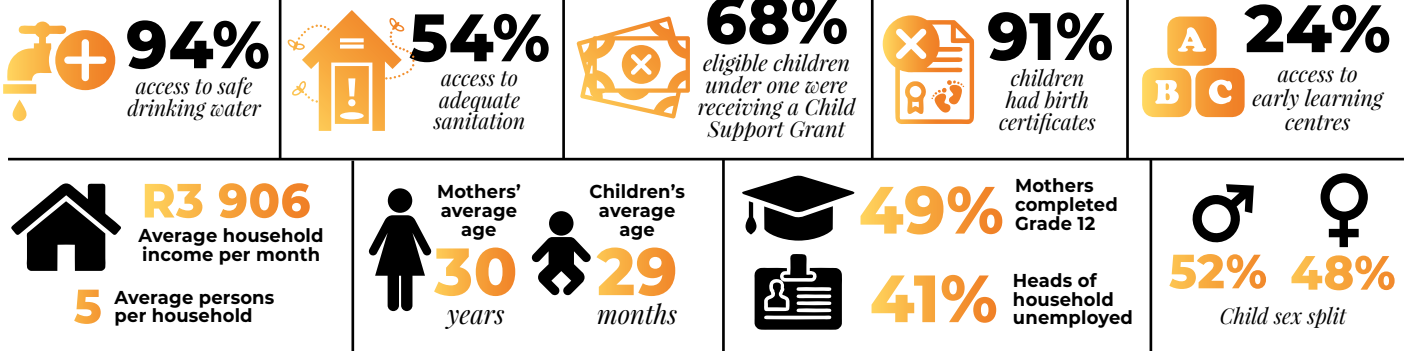 94%
access to safe
drinking water
54%
access to
adequate
sanitation
68%
eligible children
under one were
receiving a Child
Support Grant
91%
children
had birth
certificates
A
B C
24%
access to
early learning
centres
R3 906
Average household
income per month
5
Average persons
per household
Mothers’
average
age
30
years
Children’s
average
age
29
months
49%
Mothers
completed
Grade 12
41%
Heads of
household
unemployed
52% 48%
Child sex split